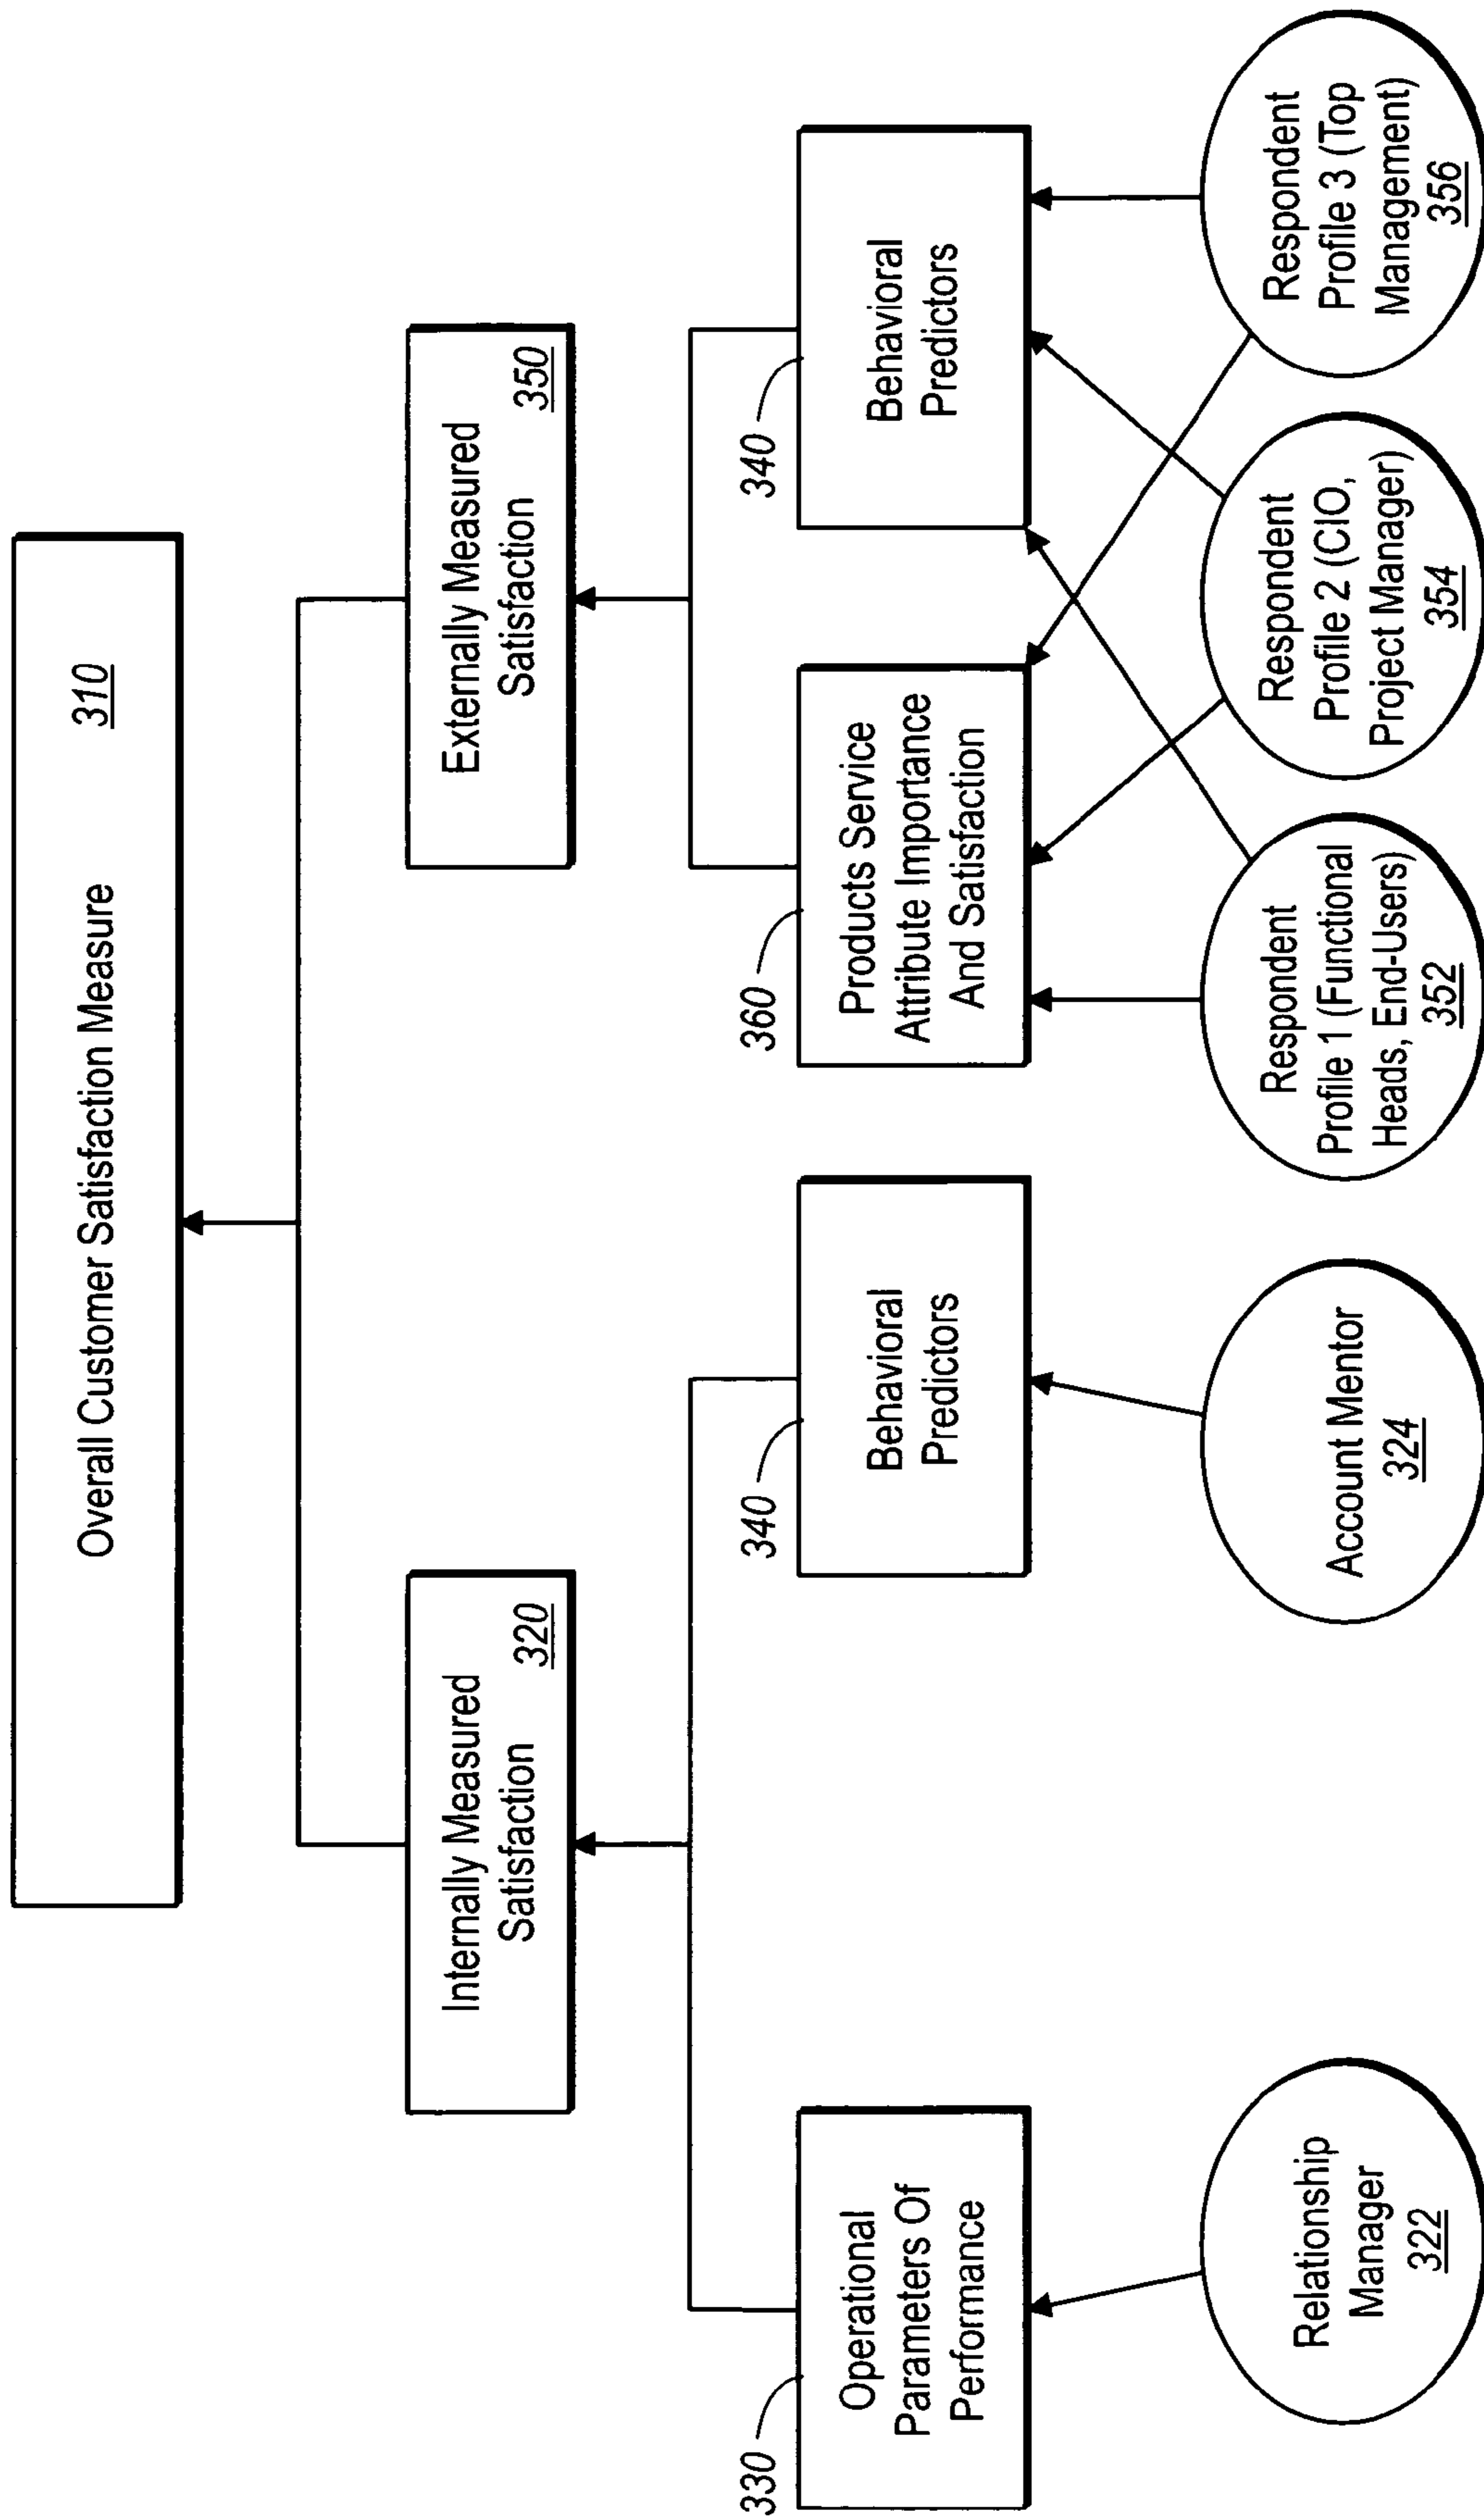 Overall Customer Satisfaction Measure
310
Internally Measured
Satisfaction
320
Externally Measured
Satisfaction
350
330
Operational
Parameters Of
Performance
340
Behavioral
Predictors
360
Products Service
Attribute Importance
And Satisfaction
340
Behavioral
Predictors
Relationship
Manager
322
Account Mentor
324
Respondent
Profile 1 (Functional
Heads, End-Users)
352
Respondent
Profile 2 (CIO,
Project Manager)
354
Respondent
Profile 3 (Top
Management)
356